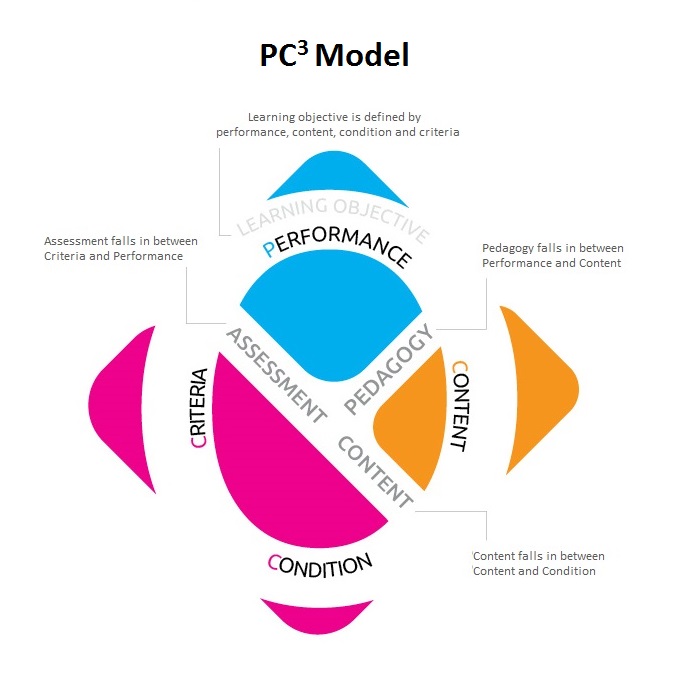 PC³ Model
Learning objective is defined by
performance, content, condition and criteria
LEARNING OBJECTIVE
PERFORMANCE
Assessment falls in between
Criteria and Performance
Pedagogy falls in between
Performance and Content
ASSESSMENT
PEDAGOGY
CRITERIA
CONTENT
CONTENT
CONDITION
'Content falls in between
'Content and Condition